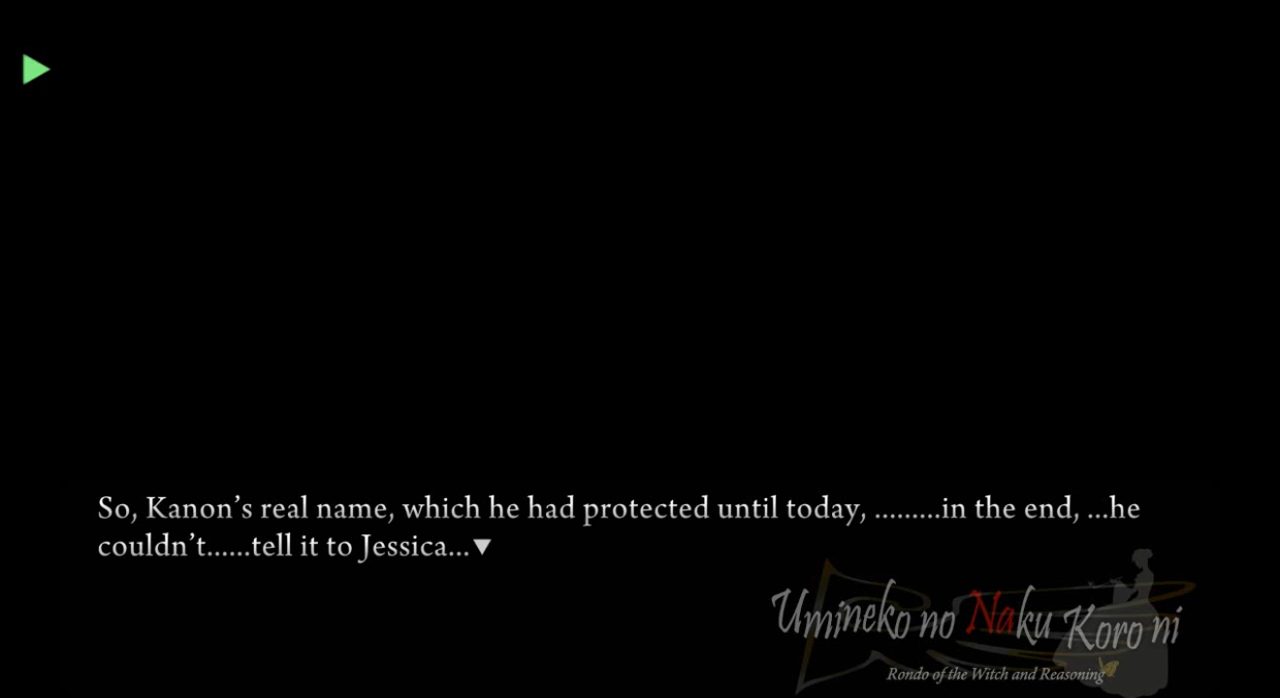 So, Kanon’s real name, which he had protected until today, .........in the end, ...he
couldn’t......tell it to Jessica...▼
Umineko no Naku Koro ni
Rondo of the Witch and Reasoning